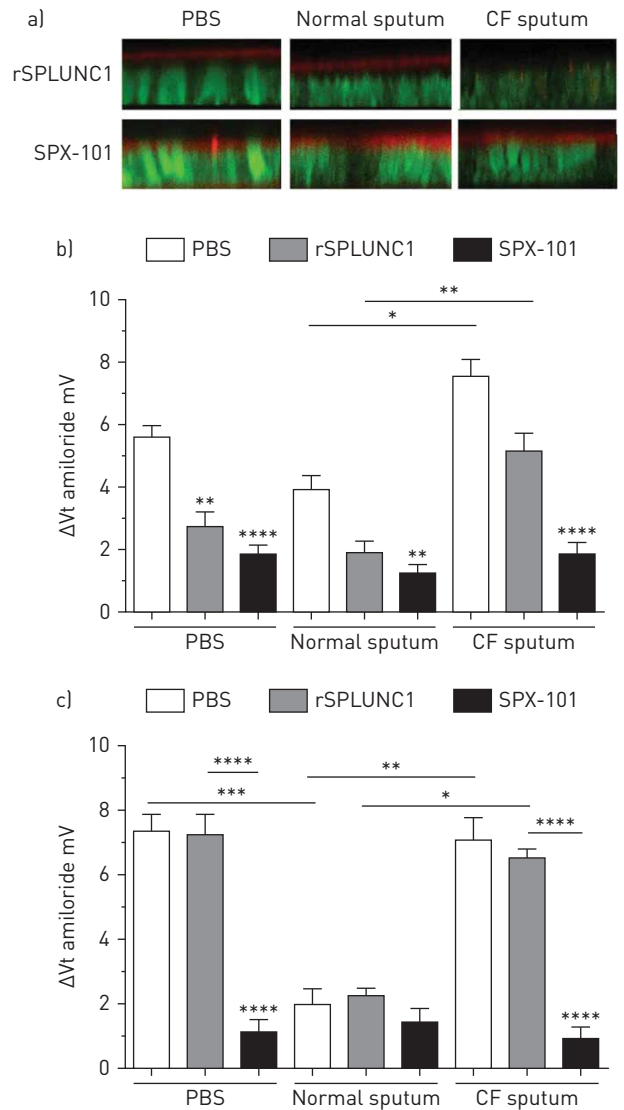 a) PBS Normal sputum CF sputum
rSPLUNC1
SPX-101
b) PBS rSPLUNC1 SPX-101
10
**
*
8
6
ΔVt amiloride mV
4
**
****
**
****
2
0
PBS Normal sputum CF sputum
c) PBS rSPLUNC1 SPX-101
10
****
**
***
*
****
8
6
ΔVt amiloride mV
4
2
****
****
0
PBS Normal sputum CF sputum